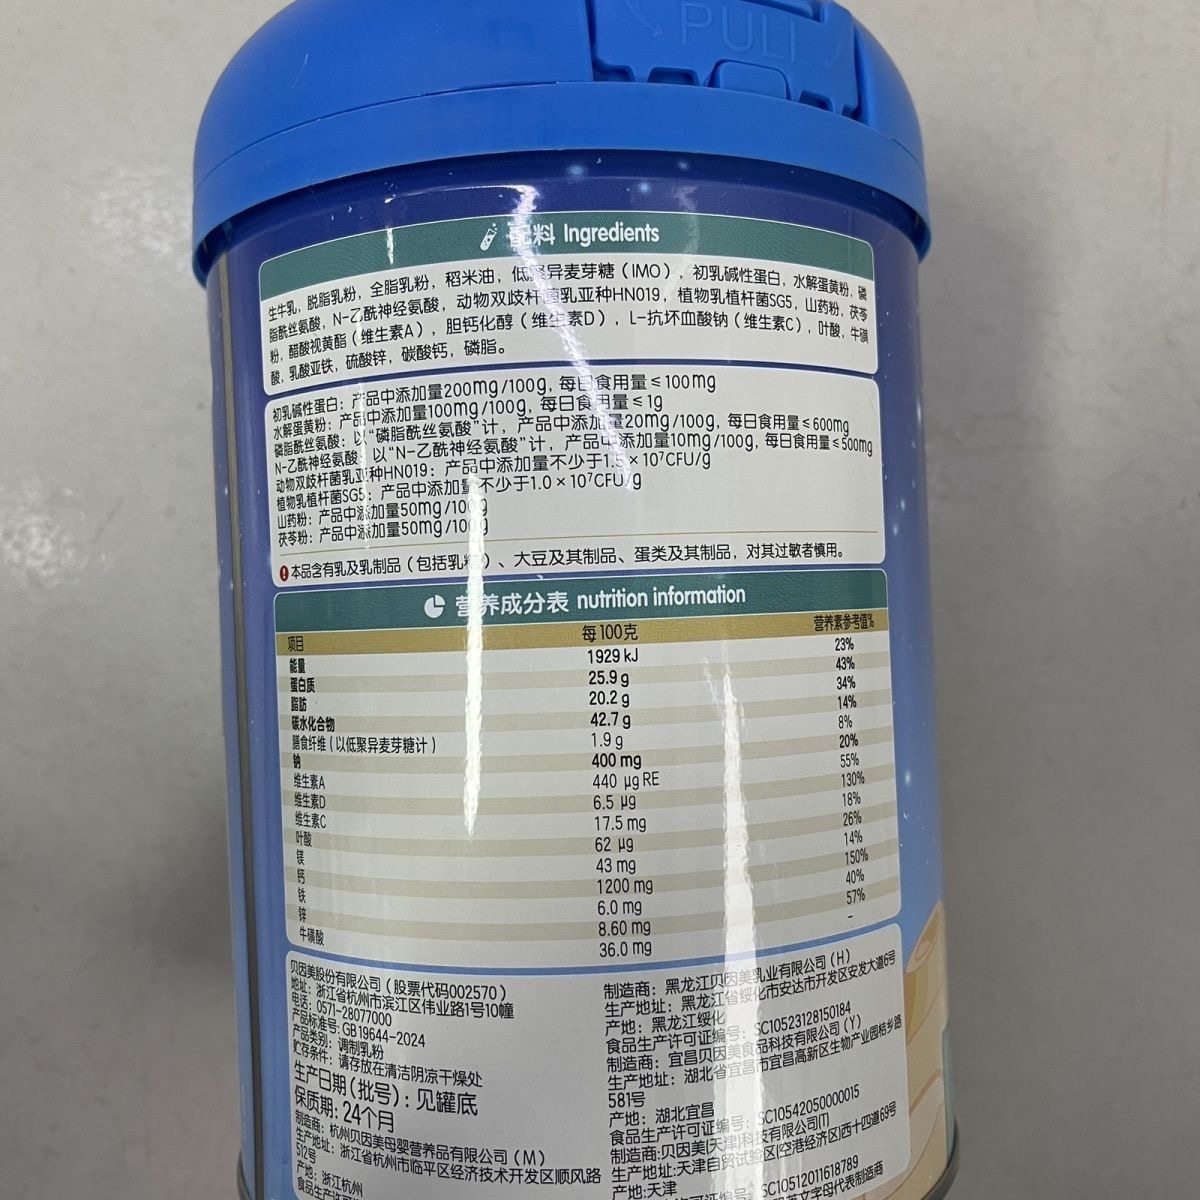 PULL
配料 Ingredients
生牛乳，脱脂乳粉，全脂乳粉，稻米油，低聚异麦芽糖（IMO），初乳碱性蛋白，水解蛋黄粉，磷
脂酰丝氨酸，N-乙酰神经氨酸，动物双歧杆菌乳亚种HN019，植物乳植杆菌SG5，山药粉，茯苓
粉，醋酸视黄酯（维生素A），胆钙化醇（维生素D），L-抗坏血酸钠（维生素C），叶酸，牛磺
酸，乳酸亚铁，硫酸锌，碳酸钙，磷脂。
初乳碱性蛋白：产品中添加量200mg/100g，每日食用量≤100mg
水解蛋黄粉：产品中添加量100mg/100g，每日食用量≤1g
磷脂酰丝氨酸：以“磷脂酰丝氨酸”计，产品中添加量20mg/100g，每日食用量≤600mg
N-乙酰神经氨酸：以“N-乙酰神经氨酸”计，产品中添加量10mg/100g，每日食用量≤500mg
动物双歧杆菌乳亚种HN019：产品中添加量不少于1.5×10⁷CFU/g
植物乳植杆菌SG5：产品中添加量不少于1.0×10⁷CFU/g
山药粉：产品中添加量50mg/100g
茯苓粉：产品中添加量50mg/100g
本品含有乳及乳制品（包括乳糖）、大豆及其制品、蛋类及其制品，对其过敏者慎用。
营养成分表 nutrition information
项目 每100克 营养素参考值%
能量 1929 kJ 23%
蛋白质 25.9 g 43%
脂肪 20.2 g 34%
碳水化合物 42.7 g 14%
膳食纤维（以低聚异麦芽糖计） 1.9 g 8%
钠 400 mg 20%
维生素A 440 μg RE 55%
维生素D 6.5 μg 130%
维生素C 17.5 mg 18%
叶酸 62 μg 26%
镁 43 mg 14%
钙 1200 mg 150%
铁 6.0 mg 40%
锌 8.60 mg 57%
牛磺酸 36.0 mg -
贝因美股份有限公司（股票代码002570）
地址：浙江省杭州市滨江区伟业路1号10幢
电话：0571-28077000
产品标准号：GB 19644-2024
产品类别：调制乳粉
贮存条件：请存放在清洁阴凉干燥处
生产日期（批号）：见罐底
保质期：24个月
制造商：杭州贝因美母婴营养品有限公司（M）
生产地址：浙江省杭州市临平区经济技术开发区顺风路
512号
产地：浙江杭州
制造商：黑龙江贝因美乳业有限公司（H）
生产地址：黑龙江省绥化市安达市开发区安发大道6号
产地：黑龙江绥化
食品生产许可证编号：SC10523128150184
制造商：宜昌贝因美食品科技有限公司（Y）
生产地址：湖北省宜昌市宜昌高新区生物产业园桔乡路
581号
产地：湖北宜昌
食品生产许可证编号：SC10542050000015
制造商:贝因美(天津)科技有限公司(T)
生产地址:天津自贸试验区(空港经济区)西十四道69号
产地:天津
SC10512011618789
英文字母代表制造商